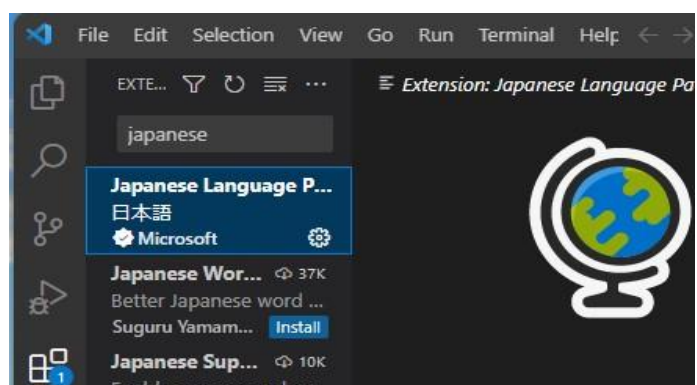 File Edit Selection View Go Run Terminal Help
EXTE...
Extension: Japanese Language Pa
japanese
Japanese Language P...
日本語
Microsoft
Japanese Wor... 37K
Better Japanese word ...
Suguru Yamam... Install
1
Japanese Sup... 10K